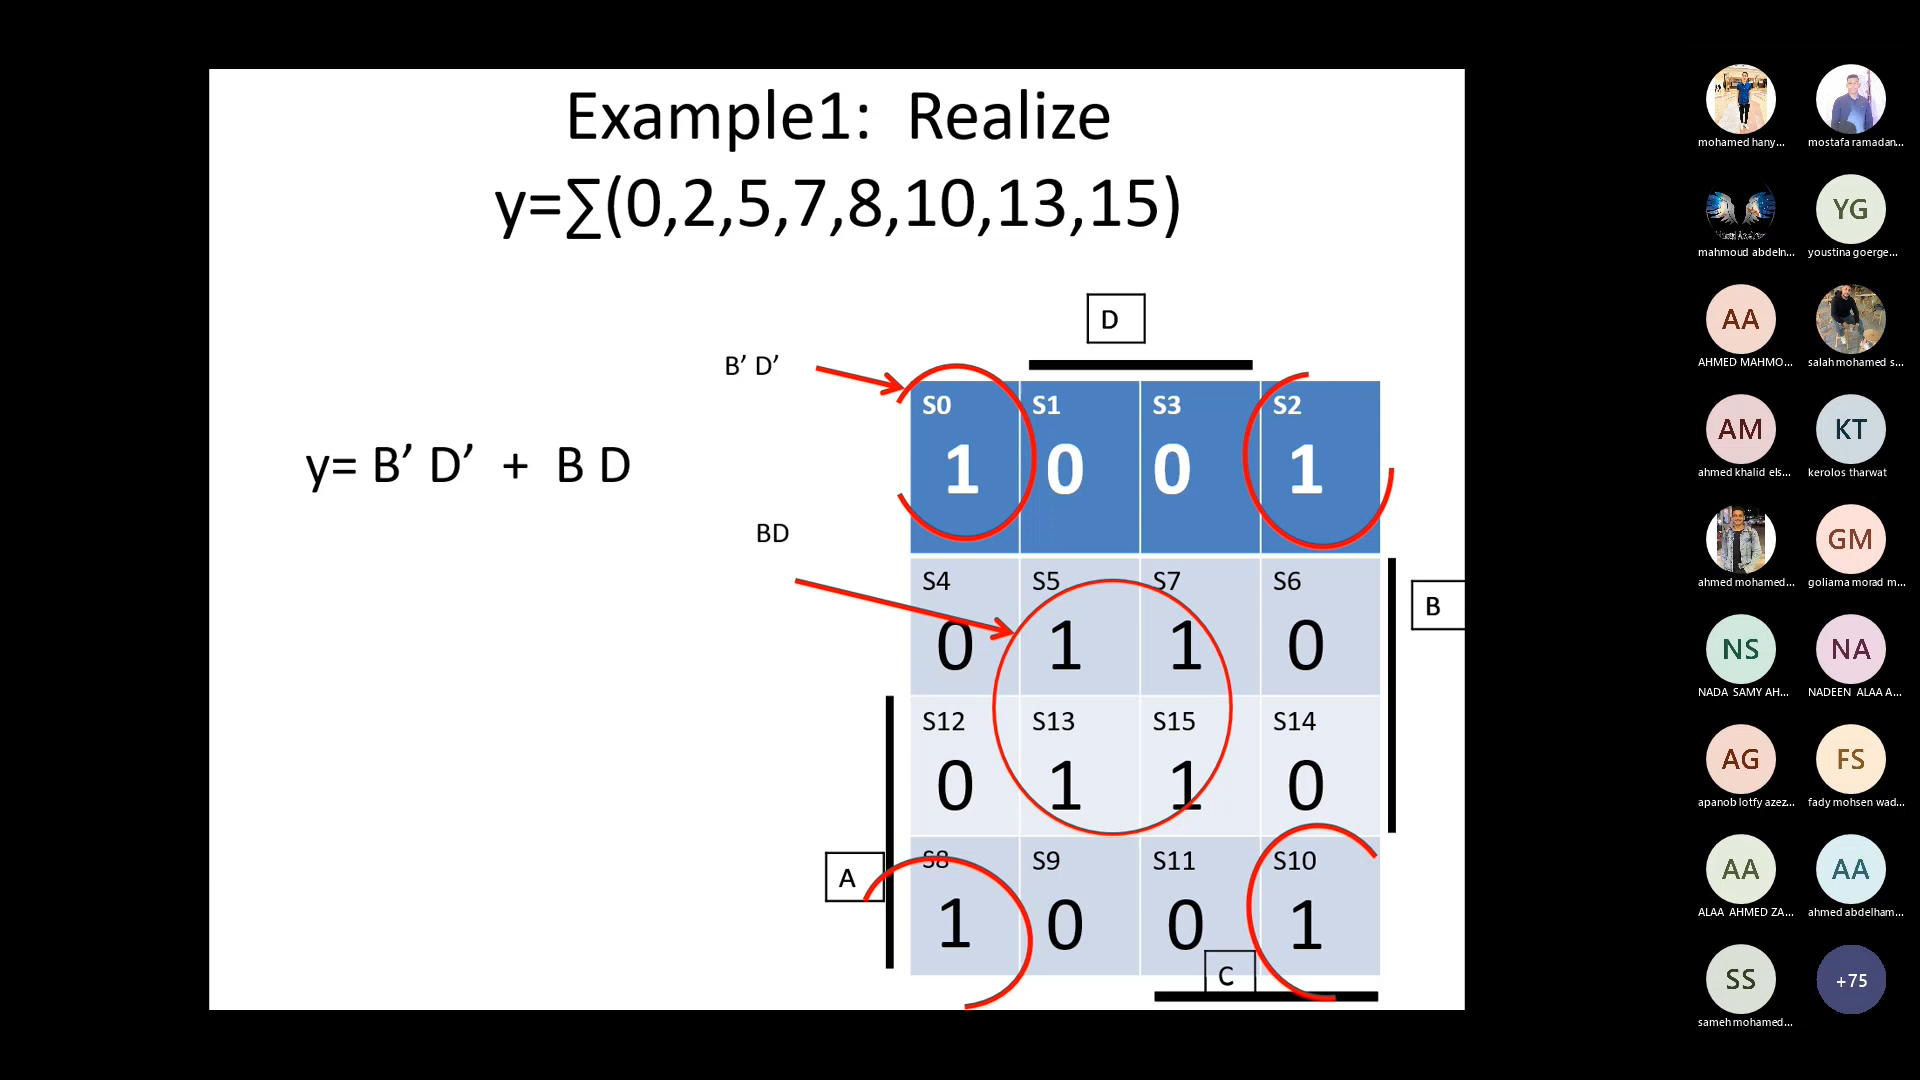 Example1: Realize
y=∑(0,2,5,7,8,10,13,15)
D
B’ D’
S0 S1 S3 S2
1 0 0 1
y= B’ D’ + B D
BD
S4 S5 S7 S6
B
0 1 1 0
S12 S13 S15 S14
0 1 1 0
S8 S9 S11 S10
A
1 0 0 1
C
mohamed hany...
mostafa ramadan...
mahmoud abdeln...
YG
youstina goerge...
AA
AHMED MAHMO...
salah mohamed s...
AM
ahmed khalid els...
KT
kerolos tharwat
ahmed mohamed...
GM
goliama morad m...
NS
NADA SAMY AH...
NA
NADEEN ALAA A...
AG
apanob lotfy azez...
FS
fady mohsen wad...
AA
ALAA AHMED ZA...
AA
ahmed abdelham...
SS
sameh mohamed...
+75